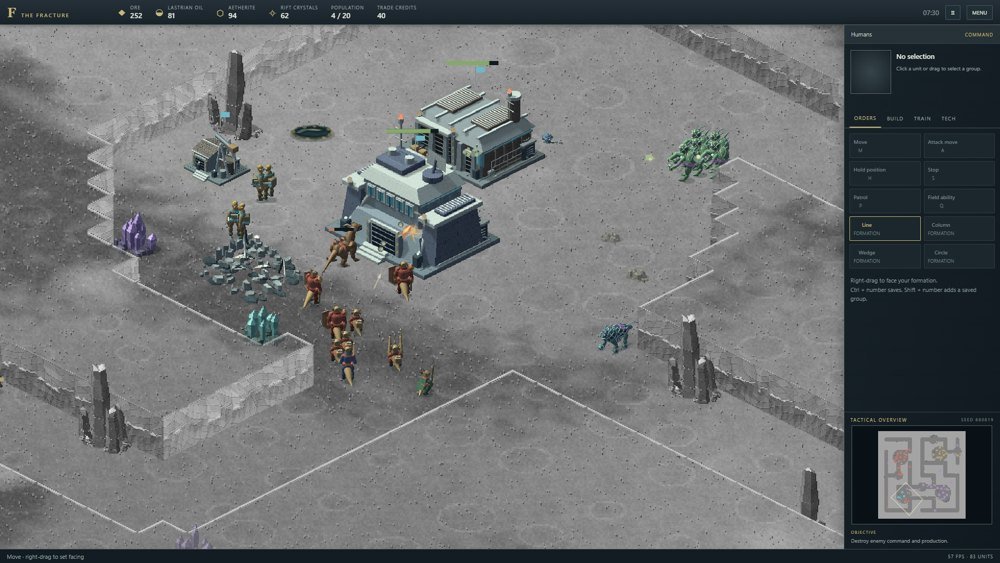 F THE FRACTURE
ORE
252
LASTRIAN OIL
81
AETHERITE
94
RIFT CRYSTALS
62
POPULATION
4 / 20
TRADE CREDITS
40
07:30
MENU
Humans
COMMAND
No selection
Click a unit or drag to select a group.
ORDERS BUILD TRAIN TECH
Move
M
Attack move
A
Hold position
H
Stop
S
Patrol
Field ability
Q
Line
FORMATION
Column
FORMATION
Wedge
FORMATION
Circle
FORMATION
Right-drag to face your formation.
Ctrl + number saves. Shift + number adds a saved
group.
TACTICAL OVERVIEW
SEED
OBJECTIVE
Destroy enemy command and production.
Move · right-drag to set facing
57 FPS · 83 UNITS